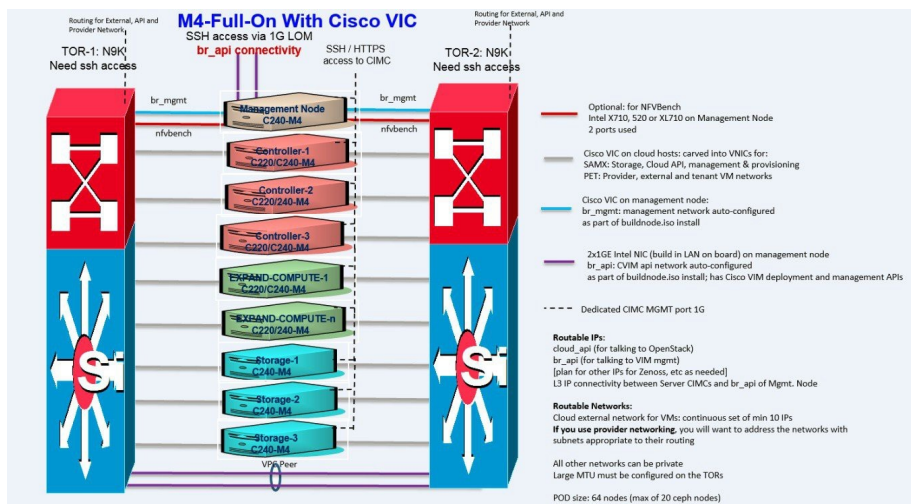 Routing for External, API and
Provider Network
M4-Full-On With Cisco VIC
SSH access via 1G LOM
br_api connectivity
Routing for External, API and
Provider Network
TOR-1: N9K
Need ssh access
SSH / HTTPS
access to CIMC
TOR-2: N9K
Need ssh access
br_mgmt
Management Node
C240-M4
br_mgmt
nfvbench
nfvbench
Controller-1
C220/C240-M4
Controller-2
C220/240-M4
Controller-3
C220/C240-M4
EXPAND-COMPUTE-1
C220/C240-M4
EXPAND-COMPUTE-n
C220/240-M4
Storage-1
C240-M4
Storage-2
C240-M4
Storage-3
C240-M4
VPC Peer
Si
Si
Optional: for NFVBench
Intel X710, 520 or XL710 on Management Node
2 ports used
Cisco VIC on cloud hosts: carved into VNICs for:
SAMX: Storage, Cloud API, management & provisioning
PET: Provider, external and tenant VM networks
Cisco VIC on management node:
br_mgmt: management network auto-configured
as part of buildnode.iso install
2x1GE Intel NIC (build in LAN on board) on management node
br_api: CVIM api network auto-configured
as part of buildnode.iso install; has Cisco VIM deployment and management APIs
Dedicated CIMC MGMT port 1G
Routable IPs:
cloud_api (for talking to OpenStack)
br_api (for talking to VIM mgmt)
[plan for other IPs for Zenoss, etc as needed]
L3 IP connectivity between Server CIMCs and br_api of Mgmt. Node
Routable Networks:
Cloud external network for VMs: continuous set of min 10 IPs
If you use provider networking, you will want to address the networks with
subnets appropriate to their routing
All other networks can be private
Large MTU must be configured on the TORs
POD size: 64 nodes (max of 20 ceph nodes)